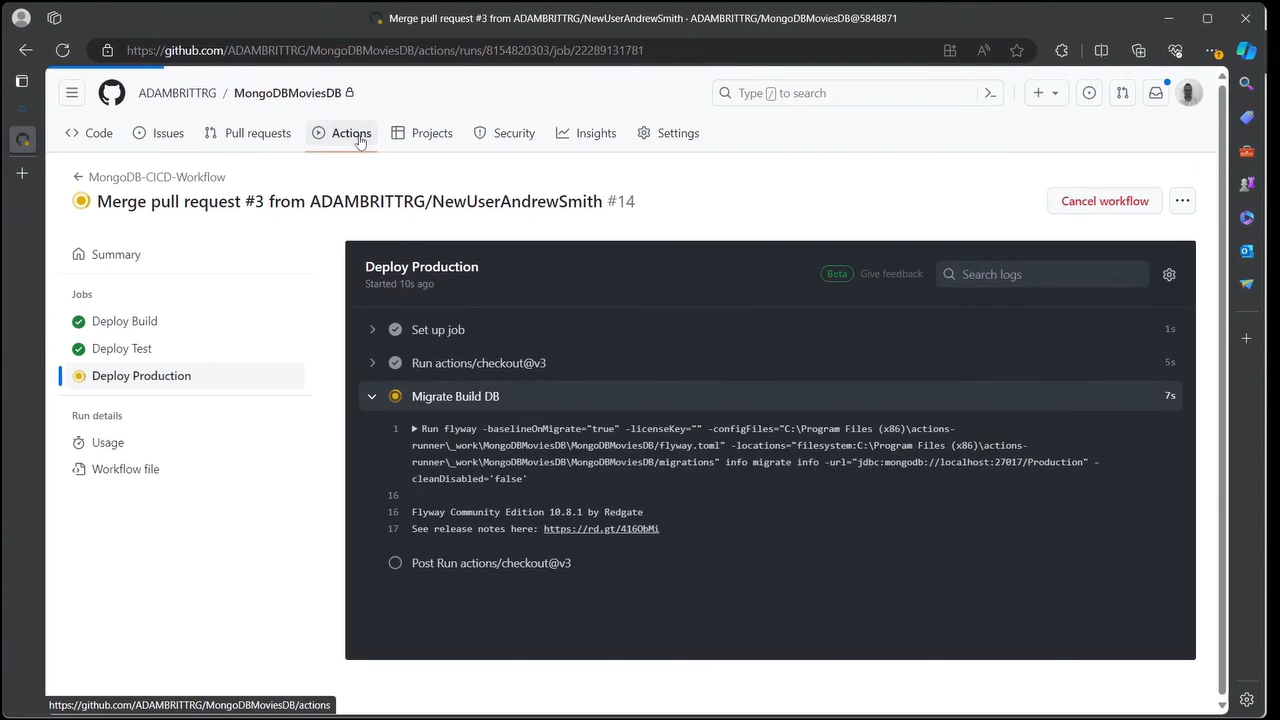 Merge pull request #3 from ADAMBRITTRG/NewUserAndrewSmith · ADAMBRITTRG/MongoDBMoviesDB@5848871
https://github.com/ADAMBRITTRG/MongoDBMoviesDB/actions/runs/8154820303/job/22289131781
ADAMBRITTRG / MongoDBMoviesDB
Type / to search
Code Issues Pull requests Actions Projects Security Insights Settings
MongoDB-CICD-Workflow
Merge pull request #3 from ADAMBRITTRG/NewUserAndrewSmith #14
Cancel workflow
Summary
Jobs
Deploy Build
Deploy Test
Deploy Production
Run details
Usage
Workflow file
Deploy Production
Started 10s ago
Beta Give feedback
Search logs
Set up job 1s
Run actions/checkout@v3 5s
Migrate Build DB 7s
1 Run flyway -baselineOnMigrate="true" -licenseKey="" -configFiles="C:\Program Files (x86)\actions-
runner\_work\MongoDBMoviesDB\MongoDBMoviesDB/flyway.toml" -locations="filesystem:C:\Program Files (x86)\actions-
runner\_work\MongoDBMoviesDB\MongoDBMoviesDB/migrations" info migrate info -url="jdbc:mongodb://localhost:27017/Production" -
cleanDisabled='false'
16
16 Flyway Community Edition 10.8.1 by Redgate
17 See release notes here: https://rd.gt/416ObMi
Post Run actions/checkout@v3
https://github.com/ADAMBRITTRG/MongoDBMoviesDB/actions